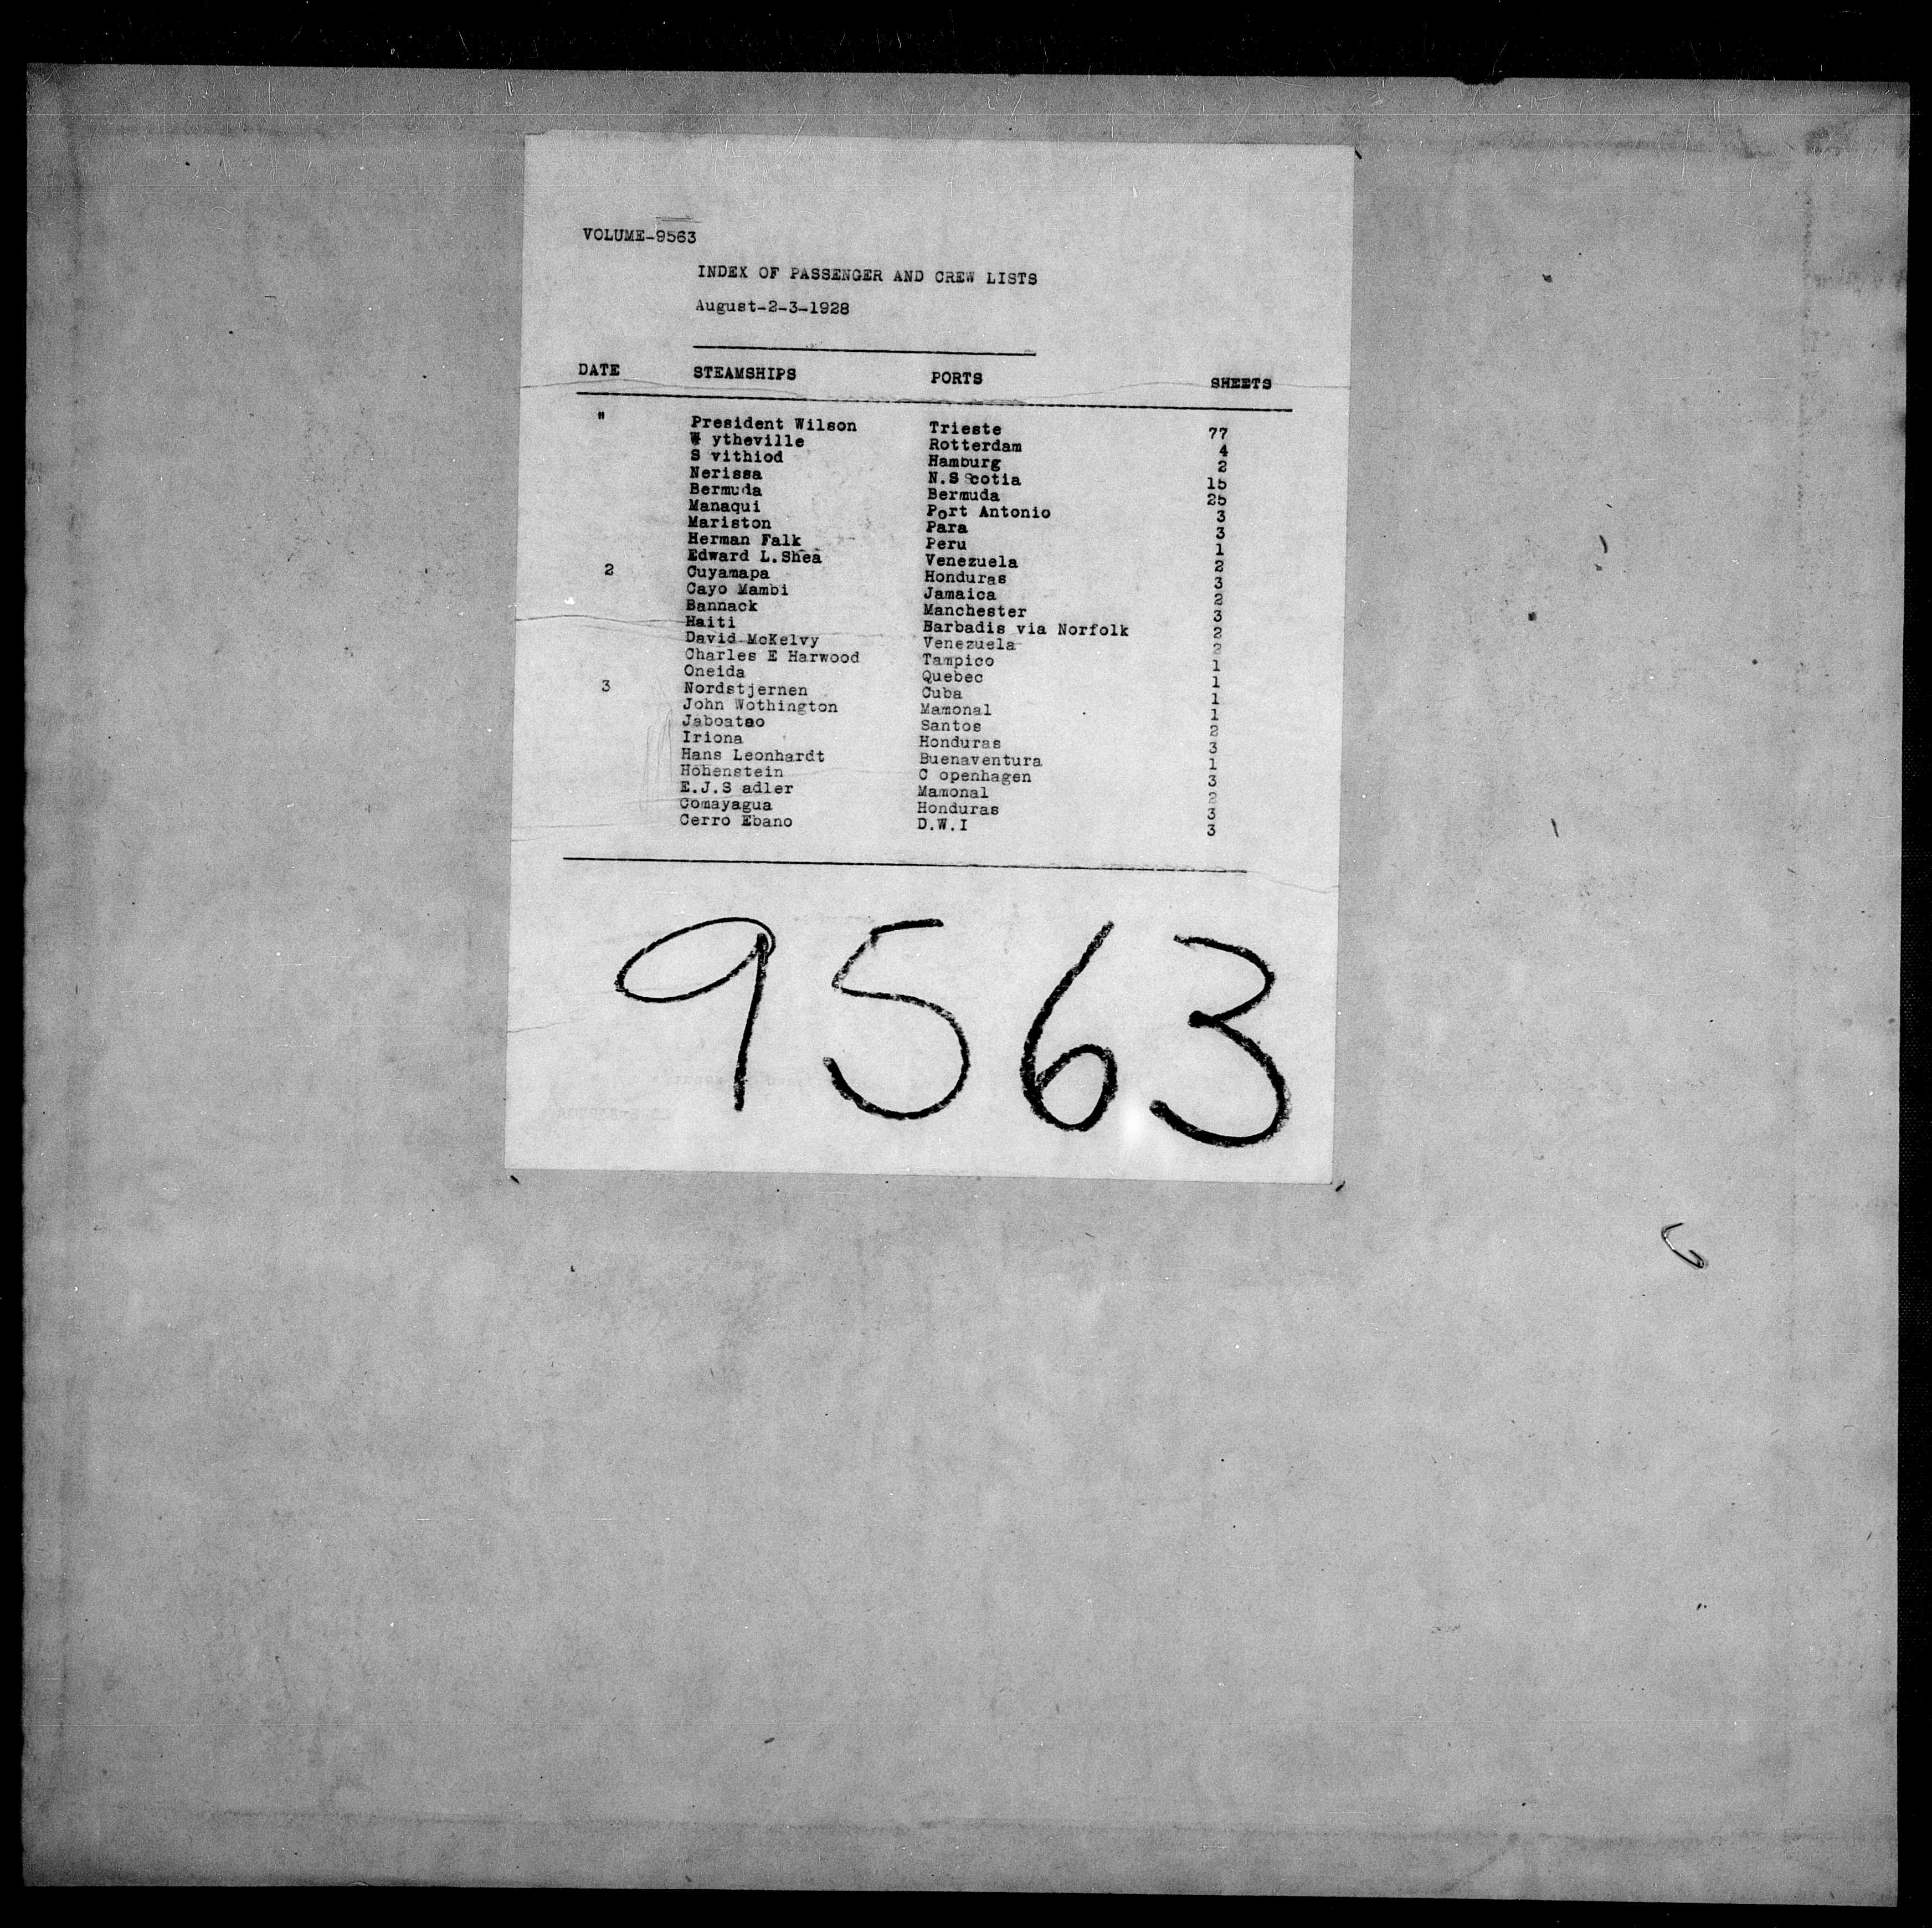 VOLUME-9563
INDEX OF PASSENGER AND CREW LISTS
August-2-3-1928
DATE STEAMSHIPS PORTS SHEETS
" President Wilson Trieste 77
W ytheville Rotterdam 4
S vithiod Hamburg 2
Nerissa N.S Scotia 15
Bermuda Bermuda 25
Manaqui Port Antonio 3
Mariston Para 3
Herman Falk Peru 1
Edward L.Shea Venezuela 2
2 Cuyamapa Honduras 3
Cayo Mambi Jamaica 2
Bannack Manchester 3
Haiti Barbadis via Norfolk 2
David McKelvy Venezuela 2
Charles E Harwood Tampico 1
Oneida Quebec 1
3 Nordstjernen Cuba 1
John Wothington Mamonal 1
Jaboatao Santos 2
Iriona Honduras 3
Hans Leonhardt Buenaventura 1
Hohenstein C openhagen 3
E.J.S adler Mamonal 2
Comayagua Honduras 3
Cerro Ebano D.W.I 3
9563